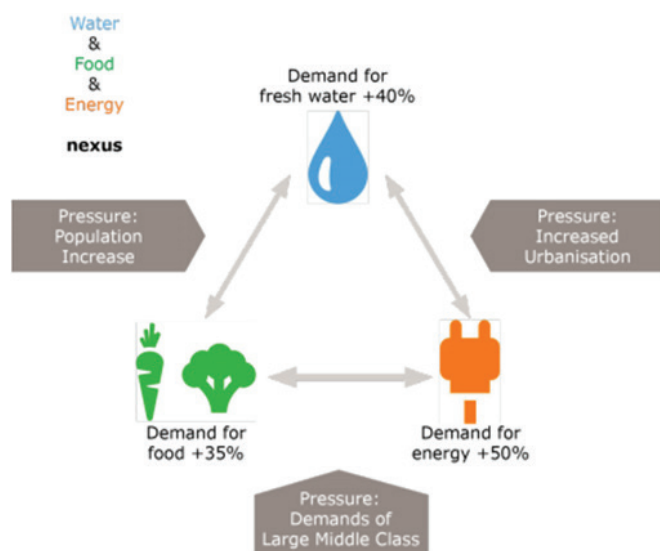 Water
&
Food
&
Energy
nexus
Demand for
fresh water +40%
Pressure:
Population
Increase
Pressure:
Increased
Urbanisation
Demand for
food +35%
Demand for
energy +50%
Pressure:
Demands of
Large Middle Class